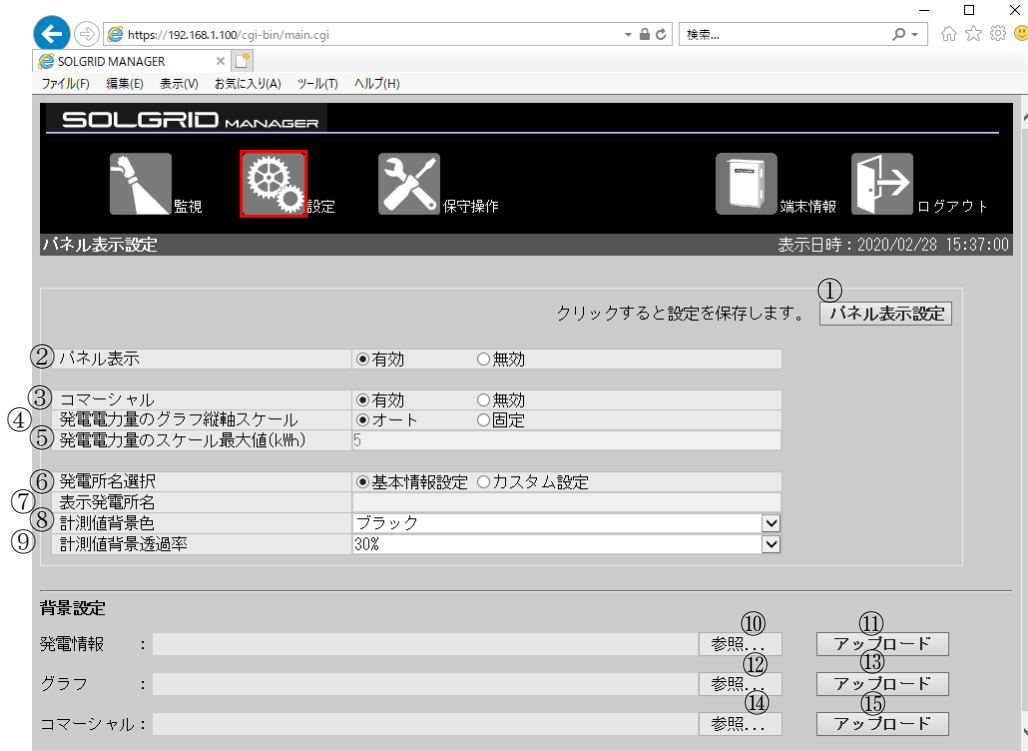 https://192.168.1.100/cgi-bin/main.cgi
検索...
SOLGRID MANAGER
ファイル(F) 編集(E) 表示(V) お気に入り(A) ツール(T) ヘルプ(H)
SOLGRID MANAGER
監視 設定 保守操作 端末情報 ログアウト
パネル表示設定 表示日時：2020/02/28 15:37:00
①
クリックすると設定を保存します。 パネル表示設定
② パネル表示 有効 無効
③ コマーシャル 有効 無効
④ 発電電力量のグラフ縦軸スケール オート 固定
⑤ 発電電力量のスケール最大値(kWh) 5
⑥ 発電所名選択 基本情報設定 カスタム設定
⑦ 表示発電所名
⑧ 計測値背景色 ブラック
⑨ 計測値背景透過率 30%
背景設定
⑩ ⑪
発電情報 ： 参照... アップロード
⑫ ⑬
グラフ ： 参照... アップロード
⑭ ⑮
コマーシャル： 参照... アップロード